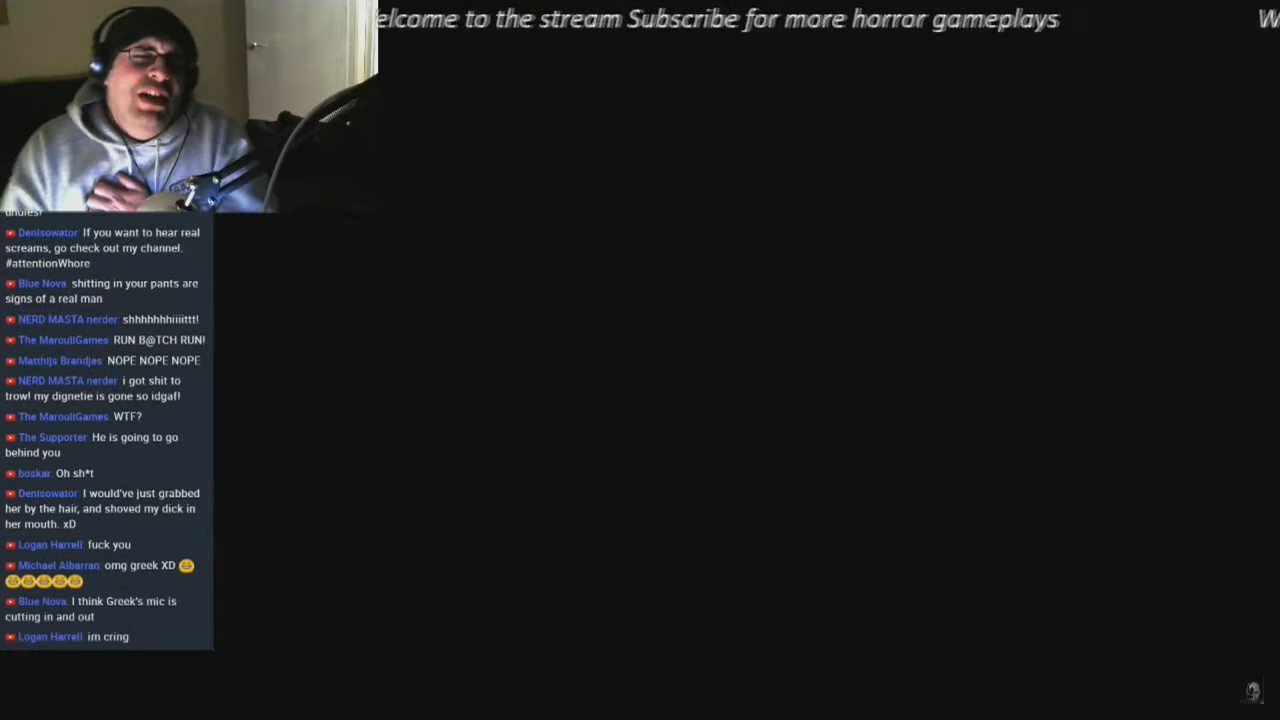 elcome to the stream Subscribe for more horror gameplays
W
undies!
Denisowator If you want to hear real
screams, go check out my channel.
#attentionWhore
Blue Nova shitting in your pants are
signs of a real man
NERD MASTA nerder shhhhhhhiiiittt!
The MarouliGames RUN B@TCH RUN!
Matthijs Brandjes NOPE NOPE NOPE
NERD MASTA nerder i got shit to
trow! my dignetie is gone so idgaf!
The MarouliGames WTF?
The Supporter He is going to go
behind you
boskar Oh sh*t
Denisowator I would've just grabbed
her by the hair, and shoved my dick in
her mouth. xD
Logan Harrell fuck you
Michael Albarran omg greek XD
Blue Nova I think Greek's mic is
cutting in and out
Logan Harrell im cring